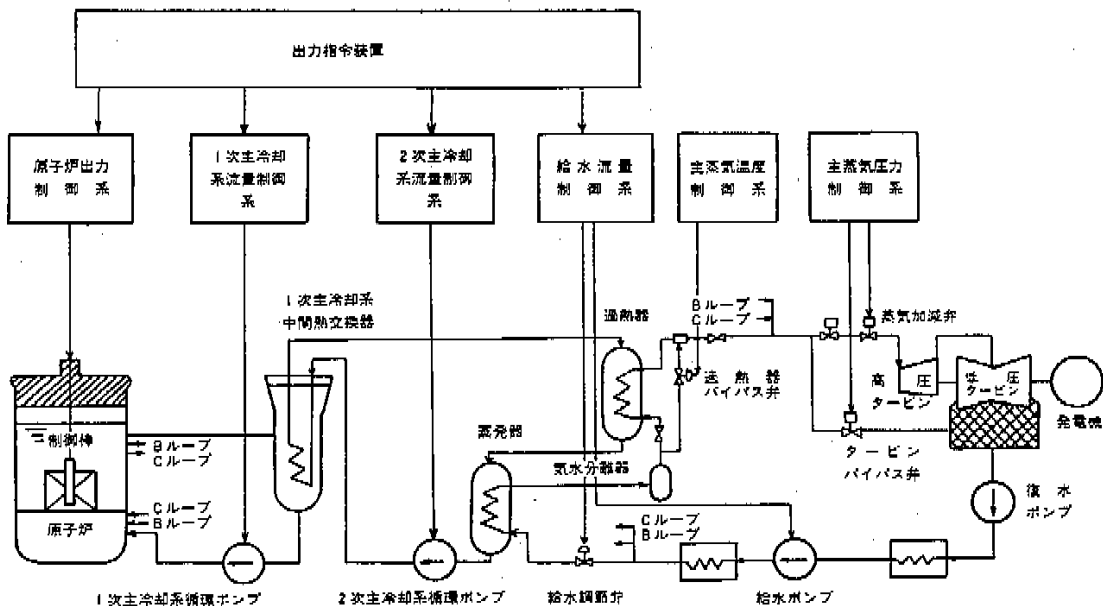 出力指令装置
原子炉出力
制御系
1次主冷却
系流量制御
系
2次主冷却
系流量制御
系
給水流量
制御系
主蒸気温度
制御系
主蒸気圧力
制御系
1次主冷却系
中間熱交換器
過熱器
Bループ
Cループ
蒸気加減弁
過熱器
バイパス弁
高圧
タービン
低圧
タービン
発電機
制御棒
Bループ
Cループ
蒸発器
気水分離器
タービン
バイパス弁
復水
ポンプ
Cループ
Bループ
原子炉
Cループ
Bループ
1次主冷却系循環ポンプ
2次主冷却系循環ポンプ
給水調節弁
給水ポンプ